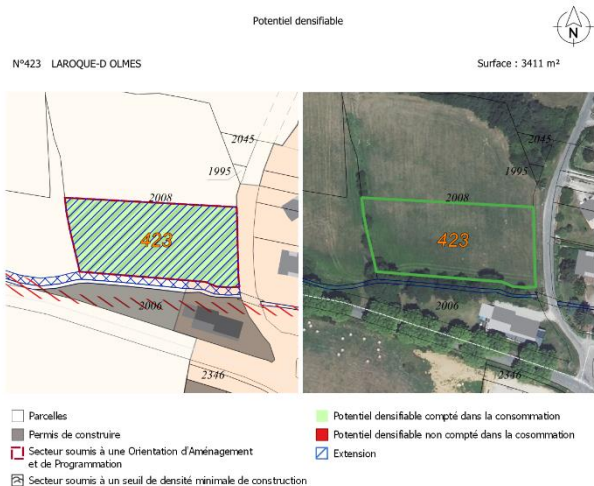 Potentiel densifiable
N
N°423 LAROQUE-D OLMES
Surface : 3411 m²
2045
1995
2008
423
2006
2346
2045
1995
2008
423
2006
2346
Parcelles
Permis de construire
Secteur soumis à une Orientation d'Aménagement
et de Programmation
Secteur soumis à un seuil de densité minimale de construction
Potentiel densifiable compté dans la consommation
Potentiel densifiable non compté dans la cosommation
Extension